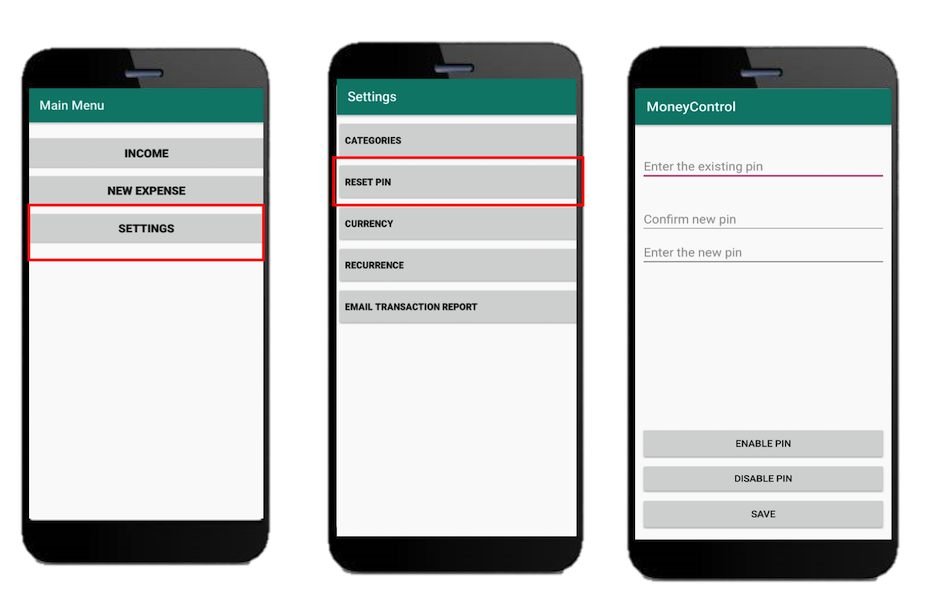 Main Menu
INCOME
NEW EXPENSE
SETTINGS
Settings
CATEGORIES
RESET PIN
CURRENCY
RECURRENCE
EMAIL TRANSACTION REPORT
MoneyControl
Enter the existing pin
Confirm new pin
Enter the new pin
ENABLE PIN
DISABLE PIN
SAVE